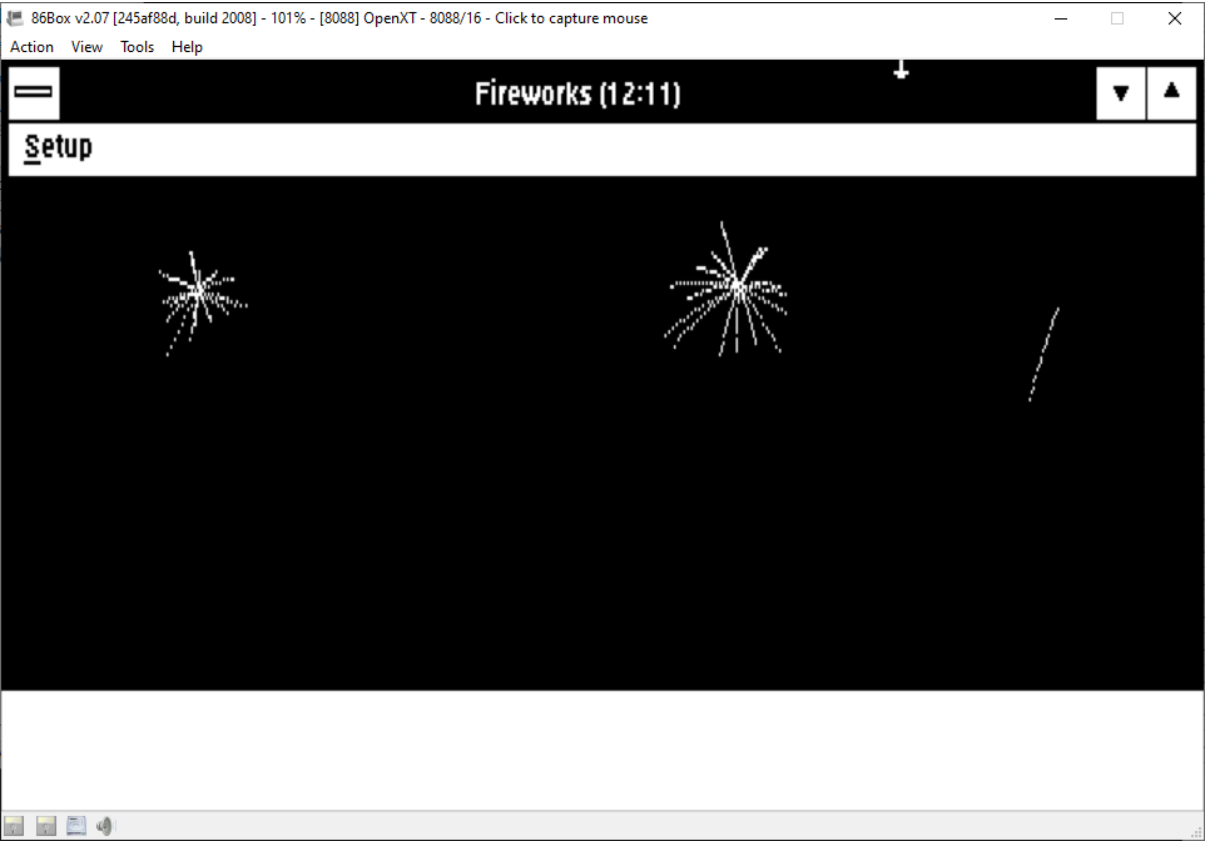 86Box v2.07 [245af88d, build 2008] - 101% - [8088] OpenXT - 8088/16 - Click to capture mouse
Action View Tools Help
Fireworks (12:11)
Setup